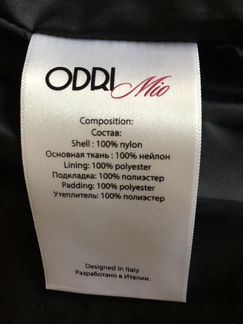 ODRI Mio
Composition:
Состав:
Shell : 100% nylon
Основная ткань : 100% нейлон
Lining: 100% polyester
Подкладка: 100% полиэстер
Padding: 100% polyester
Утеплитель: 100% полиэстер
Designed in Italy
Разработано в Италии.